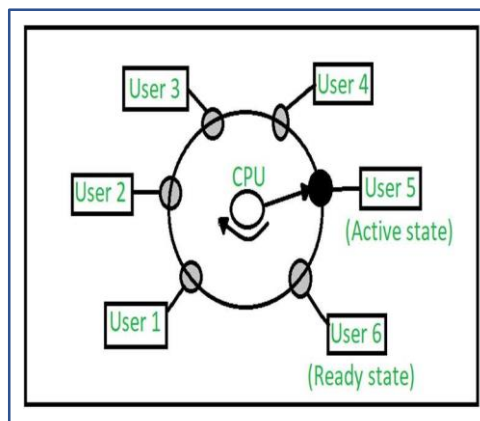 User 3
User 4
CPU
User 2
User 5
(Active state)
User 1
User 6
(Ready state)